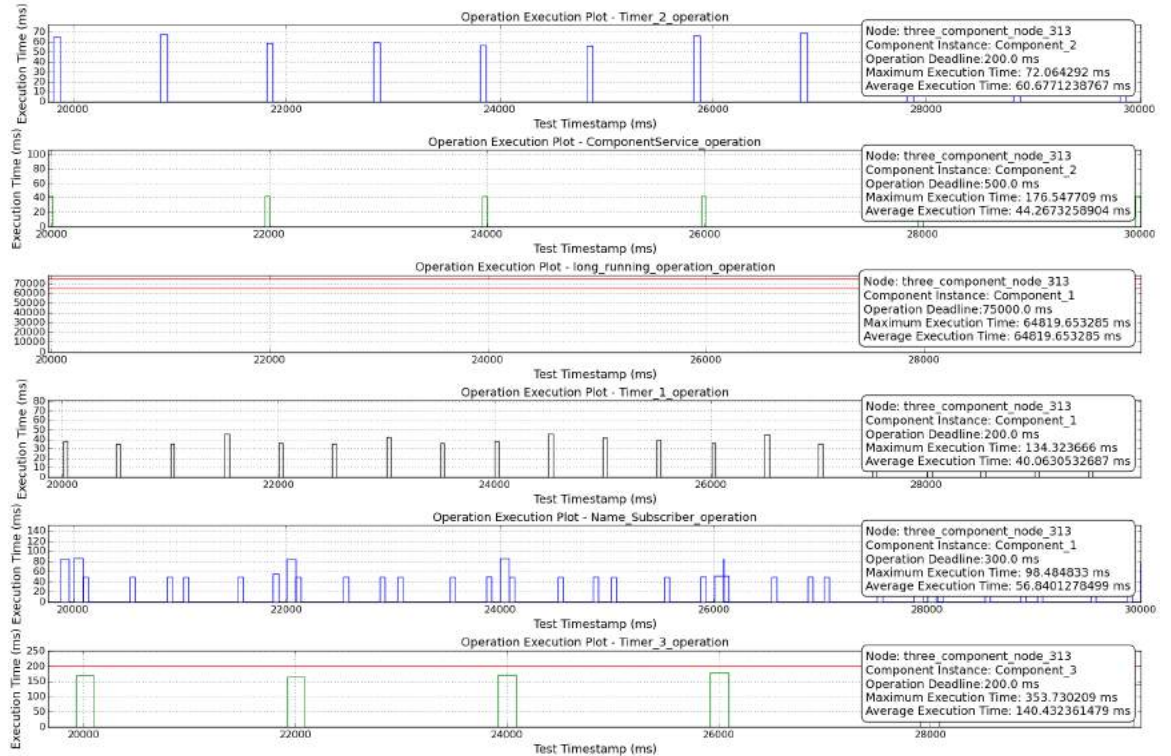 Operation Execution Plot - Timer_2_operation
Execution Time (ms)
70
60
50
40
30
20
10
0
20000 22000 24000 26000 28000 30000
Test Timestamp (ms)
Node: three_component_node_313
Component Instance: Component_2
Operation Deadline:200.0 ms
Maximum Execution Time: 72.064292 ms
Average Execution Time: 60.6771238767 ms
Operation Execution Plot - ComponentService_operation
Execution Time (ms)
100
80
60
40
20
0
20000 22000 24000 26000 28000 30000
Test Timestamp (ms)
Node: three_component_node_313
Component Instance: Component_2
Operation Deadline:500.0 ms
Maximum Execution Time: 176.547709 ms
Average Execution Time: 44.2673258904 ms
Operation Execution Plot - long_running_operation_operation
Execution Time (ms)
70000
60000
50000
40000
30000
20000
10000
0
20000 22000 24000 26000 28000
Test Timestamp (ms)
Node: three_component_node_313
Component Instance: Component_1
Operation Deadline:75000.0 ms
Maximum Execution Time: 64819.653285 ms
Average Execution Time: 64819.653285 ms
Operation Execution Plot - Timer_1_operation
Execution Time (ms)
80
70
60
50
40
30
20
10
0
20000 22000 24000 26000 28000
Test Timestamp (ms)
Node: three_component_node_313
Component Instance: Component_1
Operation Deadline:200.0 ms
Maximum Execution Time: 134.323666 ms
Average Execution Time: 40.0630532687 ms
Operation Execution Plot - Name_Subscriber_operation
Execution Time (ms)
140
120
100
80
60
40
20
0
20000 22000 24000 26000 28000 30000
Test Timestamp (ms)
Node: three_component_node_313
Component Instance: Component_1
Operation Deadline:300.0 ms
Maximum Execution Time: 98.484833 ms
Average Execution Time: 56.8401278499 ms
Operation Execution Plot - Timer_3_operation
Execution Time (ms)
250
200
150
100
50
0
20000 22000 24000 26000 28000
Test Timestamp (ms)
Node: three_component_node_313
Component Instance: Component_3
Operation Deadline:200.0 ms
Maximum Execution Time: 353.730209 ms
Average Execution Time: 140.432361479 ms